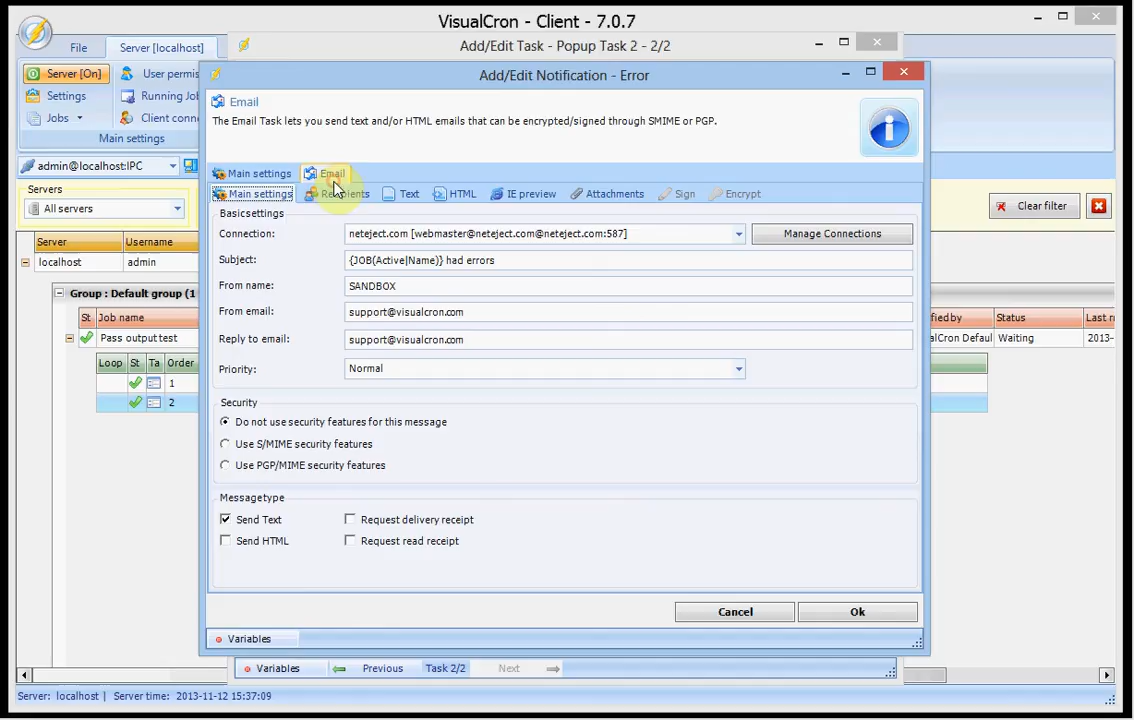 VisualCron - Client - 7.0.7
File
Server [localhost]
Add/Edit Task - Popup Task 2 - 2/2
Server [On]
User permis
Settings
Running Jo
Jobs
Client conn
Main settings
admin@localhost:IPC
Servers
All servers
Clear filter
Server
Username
localhost
admin
Group : Default group (1
St
Job name
Status
Last r
Pass output test
Cron Defaul
Waiting
2013-
Loop
St
Ta
Order
1
2
Add/Edit Notification - Error
Email
The Email Task lets you send text and/or HTML emails that can be encrypted/signed through SMIME or PGP.
Main settings
Email
Main settings
Recipients
Text
HTML
IE preview
Attachments
Sign
Encrypt
Basicsettings
Connection:
neteject.com [webmaster@neteject.com@neteject.com:587]
Manage Connections
Subject:
{JOB(Active|Name)} had errors
From name:
SANDBOX
From email:
support@visualcron.com
Reply to email:
support@visualcron.com
Priority:
Normal
Security
Do not use security features for this message
Use S/MIME security features
Use PGP/MIME security features
Messagetype
Send Text
Request delivery receipt
Send HTML
Request read receipt
Cancel
Ok
Variables
Variables
Previous
Task 2/2
Next
Server: localhost | Server time: 2013-11-12 15:37:09